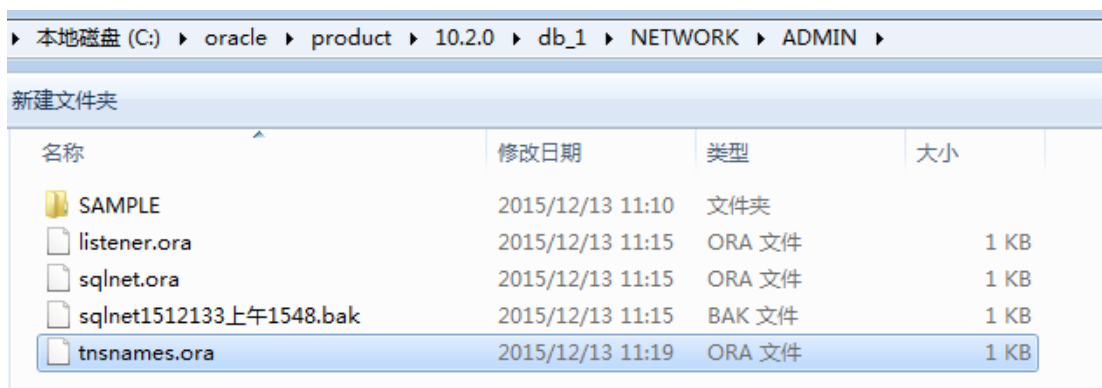 本地磁盘 (C:) ▸ oracle ▸ product ▸ 10.2.0 ▸ db_1 ▸ NETWORK ▸ ADMIN ▸
新建文件夹
名称 修改日期 类型 大小
SAMPLE 2015/12/13 11:10 文件夹
listener.ora 2015/12/13 11:15 ORA 文件 1 KB
sqlnet.ora 2015/12/13 11:15 ORA 文件 1 KB
sqlnet1512133上午1548.bak 2015/12/13 11:15 BAK 文件 1 KB
tnsnames.ora 2015/12/13 11:19 ORA 文件 1 KB